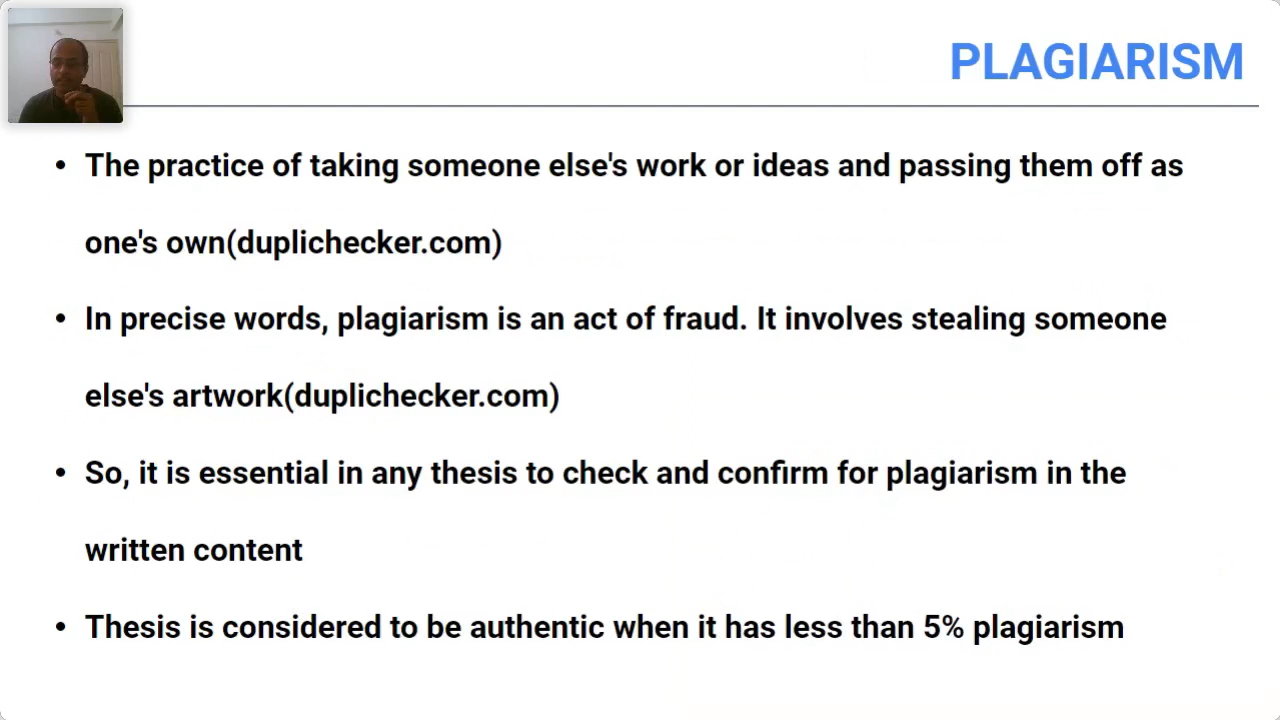 PLAGIARISM
• The practice of taking someone else's work or ideas and passing them off as
one's own(duplichecker.com)
• In precise words, plagiarism is an act of fraud. It involves stealing someone
else's artwork(duplichecker.com)
• So, it is essential in any thesis to check and confirm for plagiarism in the
written content
• Thesis is considered to be authentic when it has less than 5% plagiarism